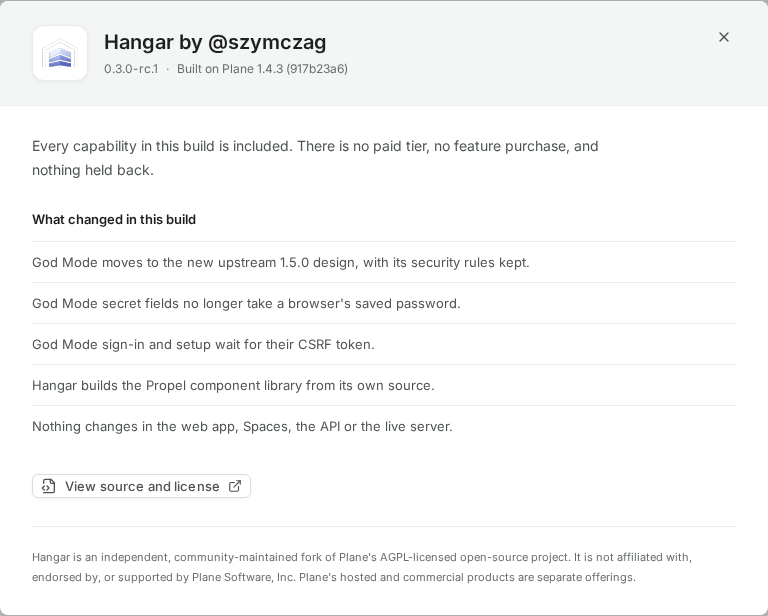 Hangar by @szymczag
0.3.0-rc.1 · Built on Plane 1.4.3 (917b23a6)
Every capability in this build is included. There is no paid tier, no feature purchase, and
nothing held back.
What changed in this build
God Mode moves to the new upstream 1.5.0 design, with its security rules kept.
God Mode secret fields no longer take a browser's saved password.
God Mode sign-in and setup wait for their CSRF token.
Hangar builds the Propel component library from its own source.
Nothing changes in the web app, Spaces, the API or the live server.
View source and license
Hangar is an independent, community-maintained fork of Plane's AGPL-licensed open-source project. It is not affiliated with,
endorsed by, or supported by Plane Software, Inc. Plane's hosted and commercial products are separate offerings.